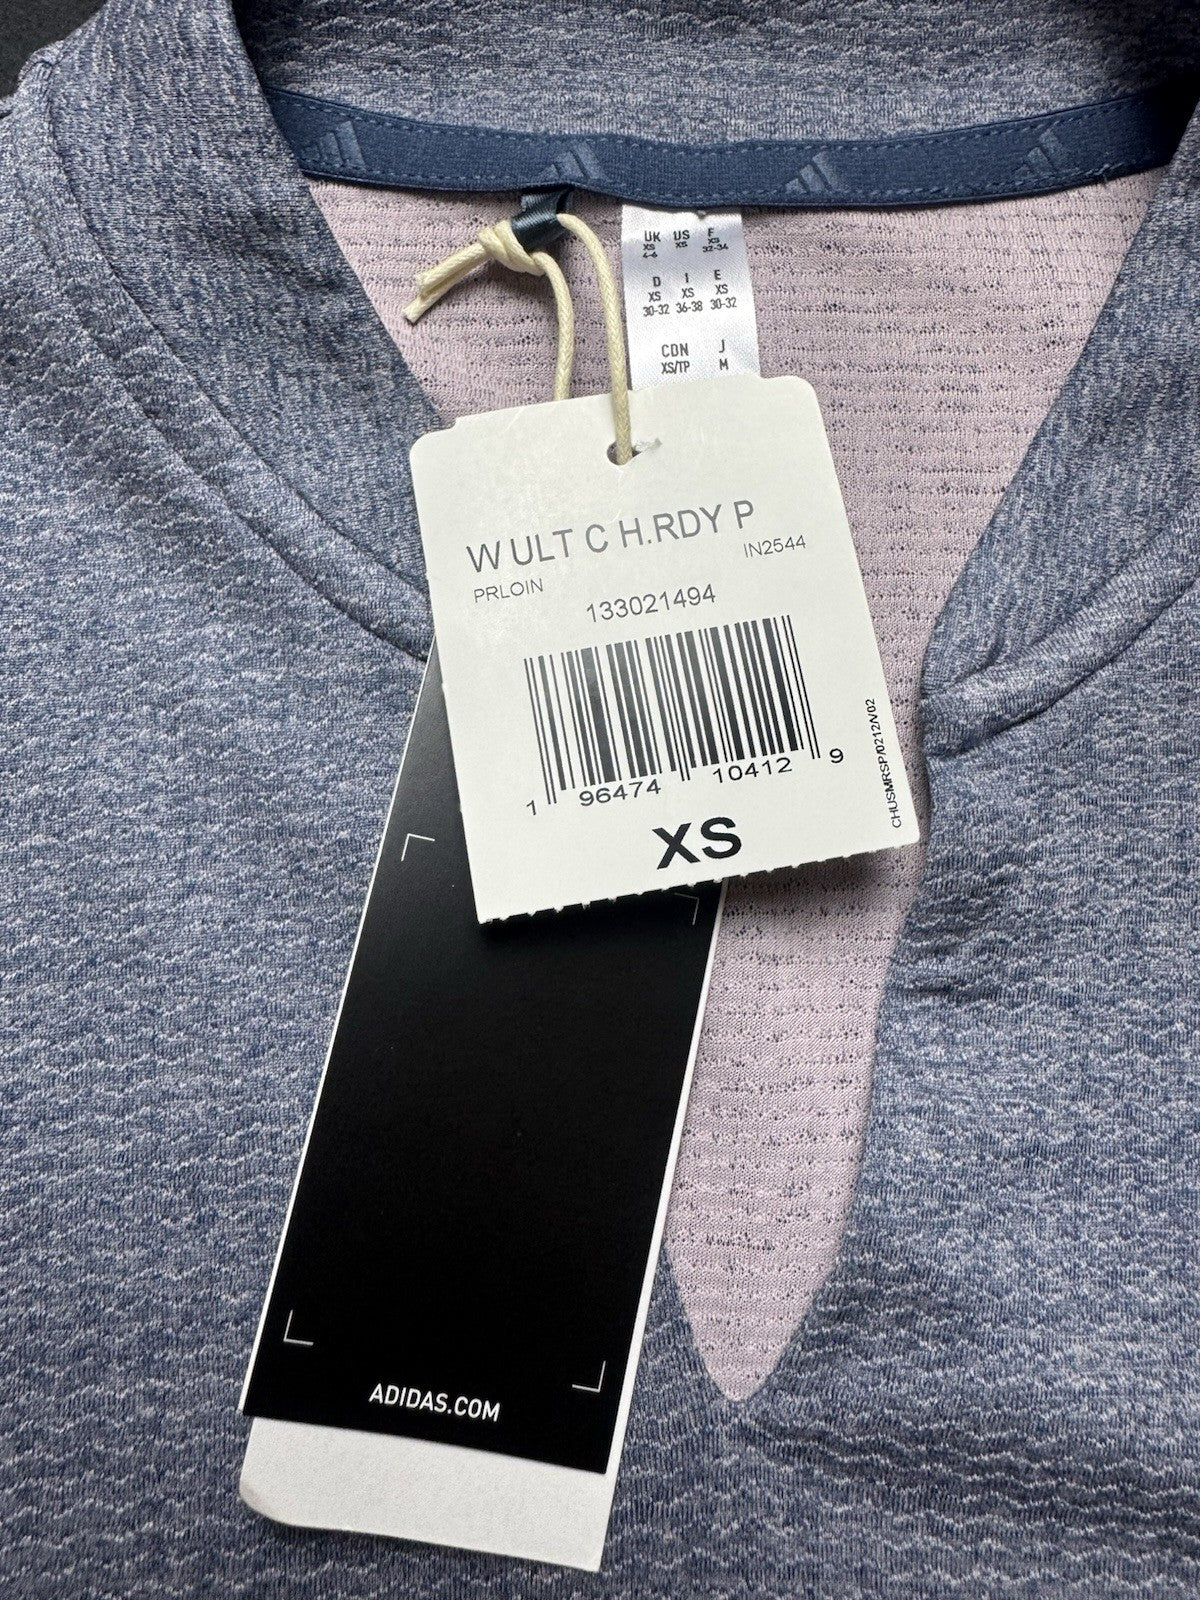 UK US F
XS XS XS
4-6 32-34
D I E
XS XS XS
30-32 36-38 30-32
CDN J
XS/TP M
W ULT C H.RDY P
PRLOIN IN2544
133021494
1 96474 10412 9
XS
CHUSMRSP/0212/V02
ADIDAS.COM